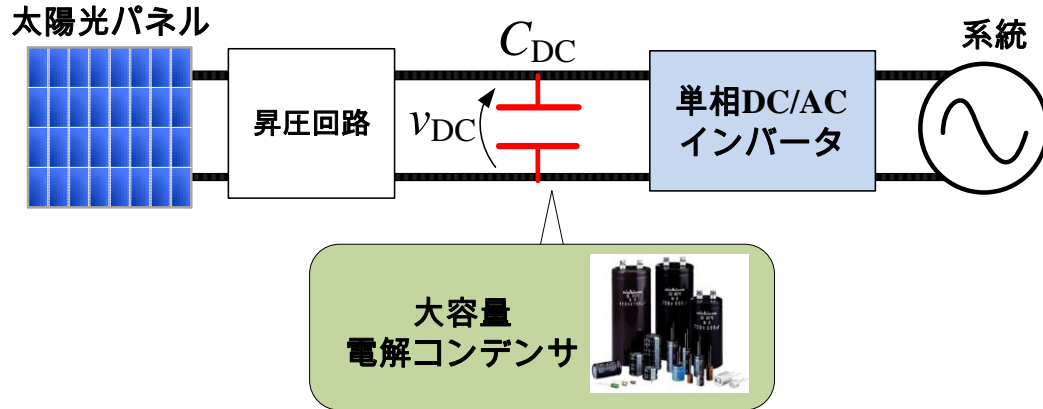 太陽光パネル
系統
C_DC
昇圧回路
v_DC
単相DC/AC
インバータ
大容量
電解コンデンサ